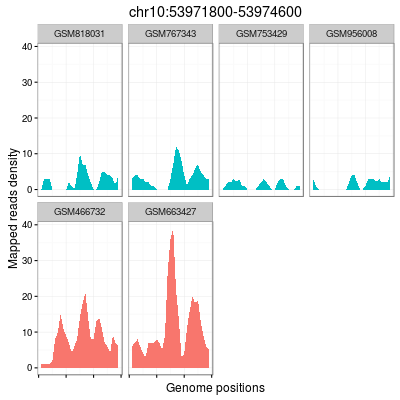 chr10:53971800-53974600
GSM818031 GSM767343 GSM753429 GSM956008
40
30
20
10
0
Mapped reads density
GSM466732 GSM663427
40
30
20
10
0
Genome positions